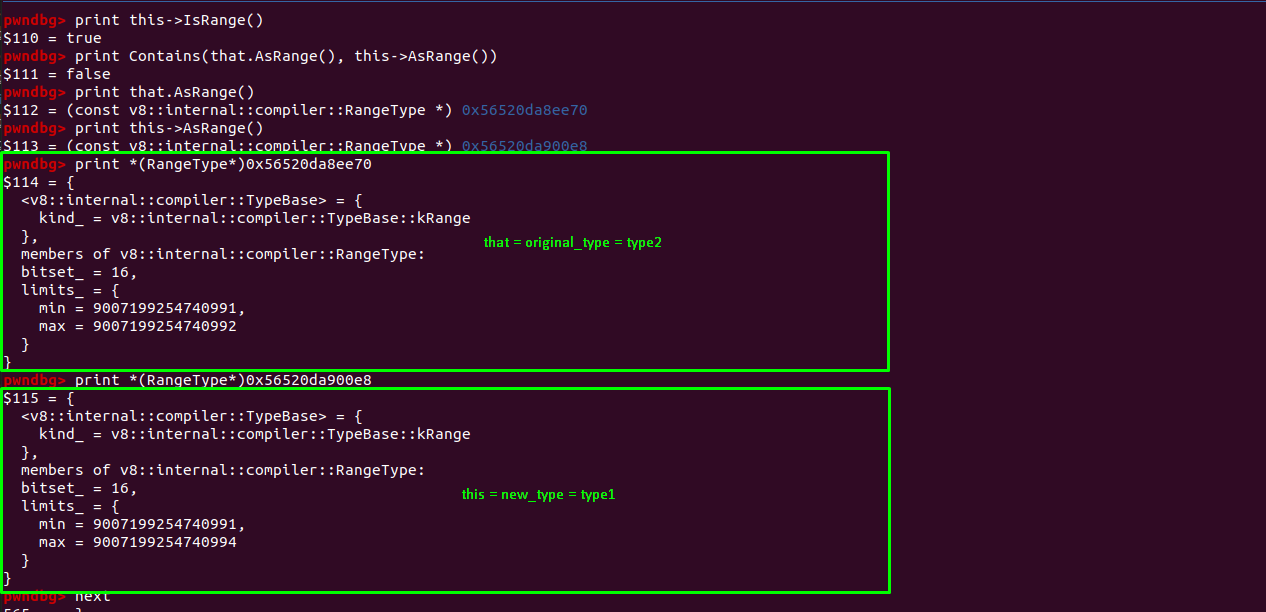 pwndbg> print this->IsRange()
$110 = true
pwndbg> print Contains(that.AsRange(), this->AsRange())
$111 = false
pwndbg> print that.AsRange()
$112 = (const v8::internal::compiler::RangeType *) 0x56520da8ee70
pwndbg> print this->AsRange()
$113 = (const v8::internal::compiler::RangeType *) 0x56520da900e8
pwndbg> print *(RangeType*)0x56520da8ee70
$114 = {
  <v8::internal::compiler::TypeBase> = {
    kind_ = v8::internal::compiler::TypeBase::kRange
  },
that = original_type = type2
  members of v8::internal::compiler::RangeType:
  bitset_ = 16,
  limits_ = {
    min = 9007199254740991,
    max = 9007199254740992
  }
}
pwndbg> print *(RangeType*)0x56520da900e8
$115 = {
  <v8::internal::compiler::TypeBase> = {
    kind_ = v8::internal::compiler::TypeBase::kRange
  },
  members of v8::internal::compiler::RangeType:
  bitset_ = 16,
this = new_type = type1
  limits_ = {
    min = 9007199254740991,
    max = 9007199254740994
  }
}
pwndbg> next